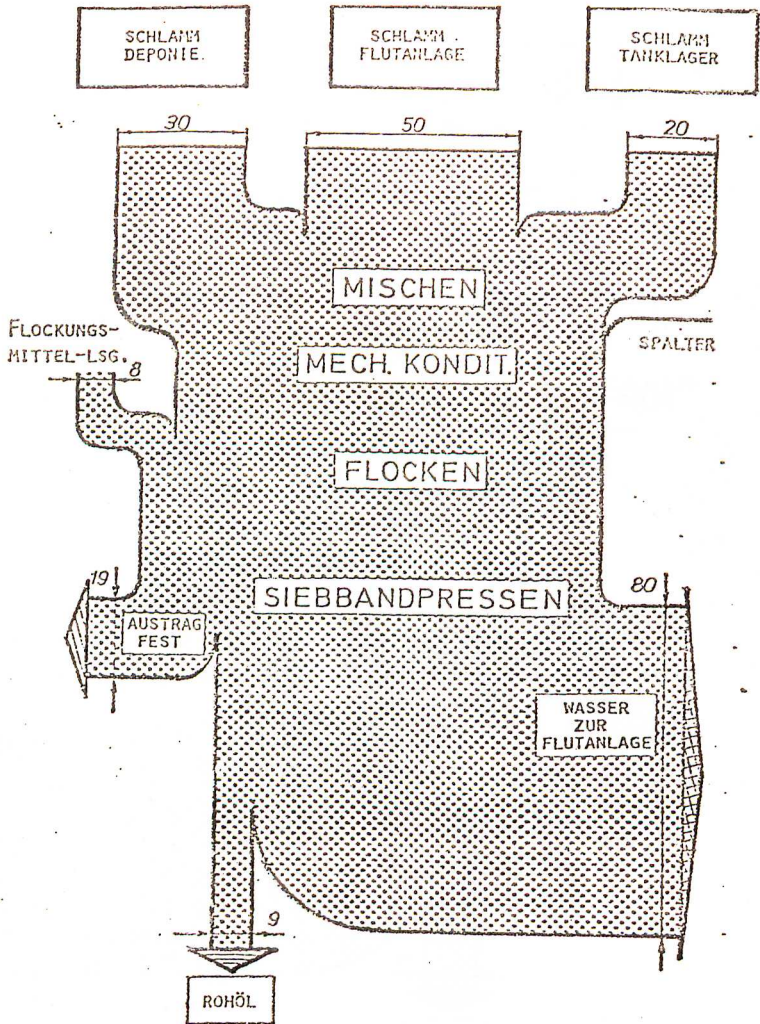 SCHLAMM
DEPONIE.
SCHLAMM .
FLUTANLAGE
SCHLAMM
TANKLAGER
30
50
20
MISCHEN
FLOCKUNGS-
MITTEL-LSG.
8
SPALTER
MECH. KONDIT.
FLOCKEN
19
80
SIEBBANDPRESSEN
AUSTRAG
FEST
WASSER
ZUR
FLUTANLAGE
9
ROHÖL